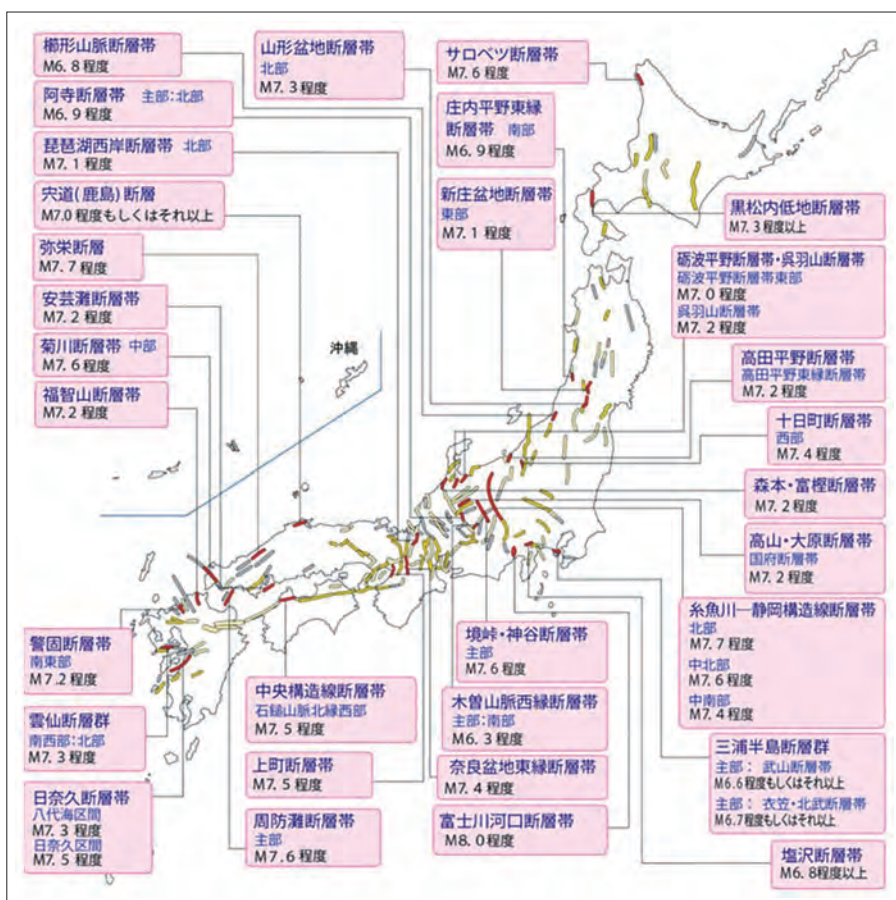 櫛形山脈断層帯
M6. 8 程度
阿寺断層帯 主部:北部
M6. 9 程度
琵琶湖西岸断層帯 北部
M7. 1 程度
宍道(鹿島)断層
M7.0 程度もしくはそれ以上
弥栄断層
M7. 7 程度
安芸灘断層帯
M7. 2 程度
菊川断層帯 中部
M7. 6 程度
福智山断層帯
M7. 2 程度
山形盆地断層帯
北部
M7. 3 程度
サロベツ断層帯
M7. 6 程度
庄内平野東縁
断層帯 南部
M6. 9 程度
新庄盆地断層帯
東部
M7. 1 程度
沖縄
黒松内低地断層帯
M7. 3 程度以上
砺波平野断層帯・呉羽山断層帯
砺波平野断層帯東部
M7. 0 程度
呉羽山断層帯
M7. 2 程度
高田平野断層帯
高田平野東縁断層帯
M7. 2 程度
十日町断層帯
西部
M7. 4 程度
森本・富樫断層帯
M7. 2 程度
高山・大原断層帯
国府断層帯
M7. 2 程度
糸魚川―静岡構造線断層帯
北部
M7. 7 程度
中北部
M7. 6 程度
中南部
M7. 4 程度
三浦半島断層群
主部: 武山断層帯
M6.6程度もしくはそれ以上
主部: 衣笠・北武断層帯
M6.7程度もしくはそれ以上
塩沢断層帯
M6. 8程度以上
警固断層帯
南東部
M7.2 程度
雲仙断層群
南西部:北部
M7. 3 程度
日奈久断層帯
八代海区間
M7. 3 程度
日奈久区間
M7. 5 程度
中央構造線断層帯
石鎚山脈北縁西部
M7. 5 程度
上町断層帯
M7. 5 程度
周防灘断層帯
主部
M7.6 程度
境峠・神谷断層帯
主部
M7. 6 程度
木曽山脈西縁断層帯
主部:南部
M6. 3 程度
奈良盆地東縁断層帯
M7. 4 程度
富士川河口断層帯
M8. 0 程度